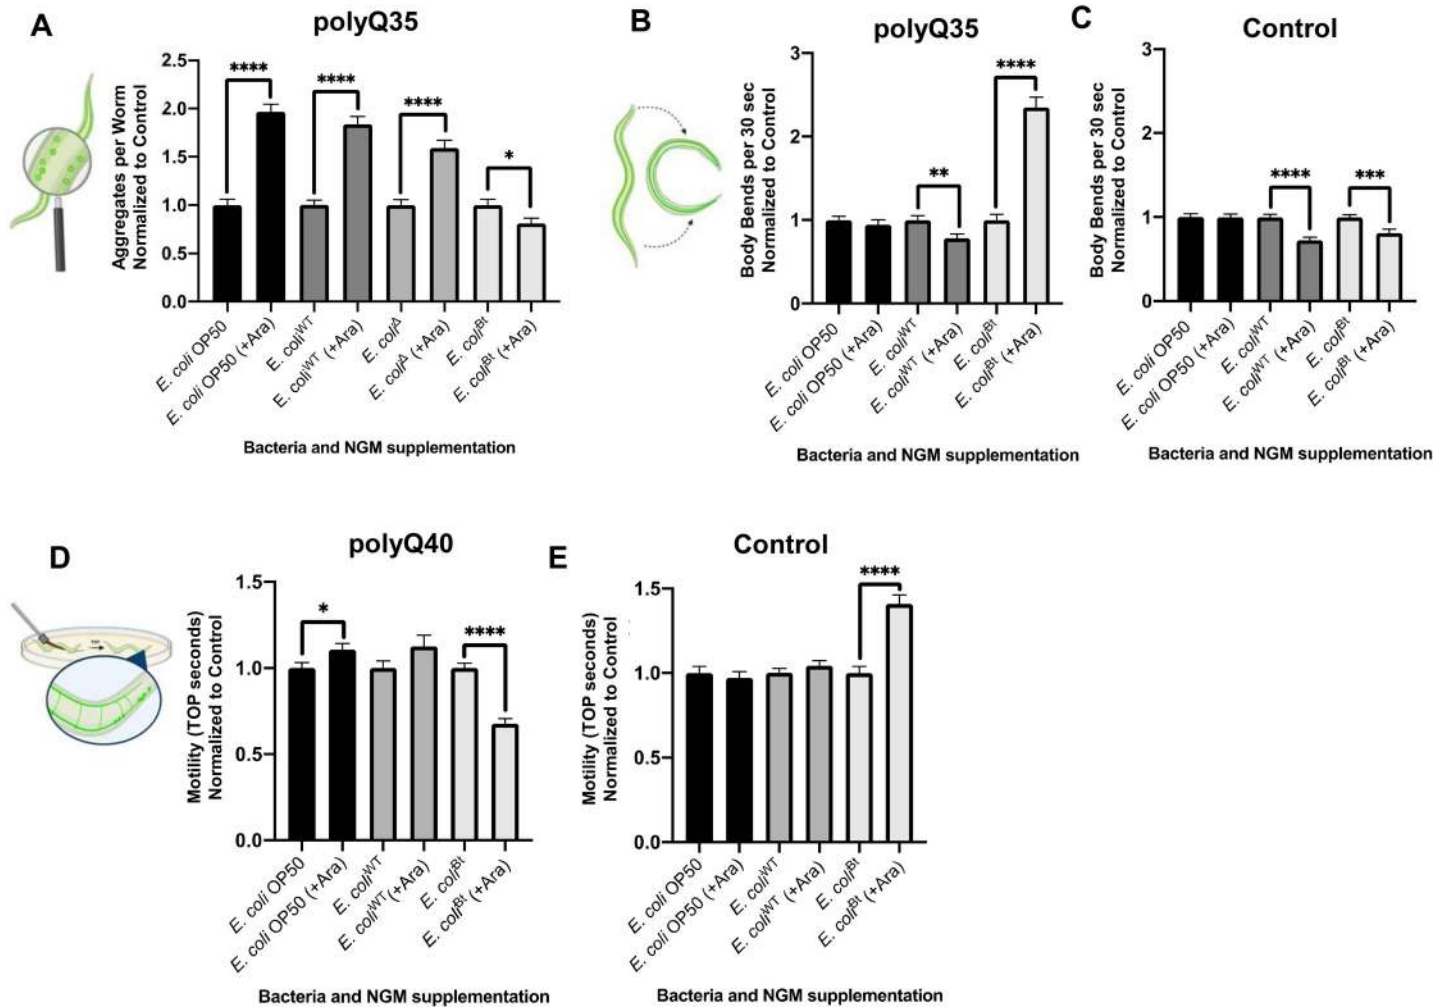 A
polyQ35
Aggregates per Worm
Normalized to Control
2.5
2.0
1.5
1.0
0.5
0.0
****
****
****
*
E. coli OP50
E. coli OP50 (+Ara)
E. coliWT
E. coliWT (+Ara)
E. coliΔ
E. coliΔ (+Ara)
E. coliBt
E. coliBt (+Ara)
Bacteria and NGM supplementation
B
polyQ35
Body Bends per 30 sec
Normalized to Control
3
2
1
0
**
****
E. coli OP50
E. coli OP50 (+Ara)
E. coliWT
E. coliWT (+Ara)
E. coliBt
E. coliBt (+Ara)
Bacteria and NGM supplementation
C
Control
Body Bends per 30 sec
Normalized to Control
3
2
1
0
****
***
E. coli OP50
E. coli OP50 (+Ara)
E. coliWT
E. coliWT (+Ara)
E. coliBt
E. coliBt (+Ara)
Bacteria and NGM supplementation
D
polyQ40
Motility (TOP seconds)
Normalized to Control
1.5
1.0
0.5
0.0
*
****
E. coli OP50
E. coli OP50 (+Ara)
E. coliWT
E. coliWT (+Ara)
E. coliBt
E. coliBt (+Ara)
Bacteria and NGM supplementation
E
Control
Motility (TOP seconds)
Normalized to Control
1.5
1.0
0.5
0.0
****
E. coli OP50
E. coli OP50 (+Ara)
E. coliWT
E. coliWT (+Ara)
E. coliBt
E. coliBt (+Ara)
Bacteria and NGM supplementation